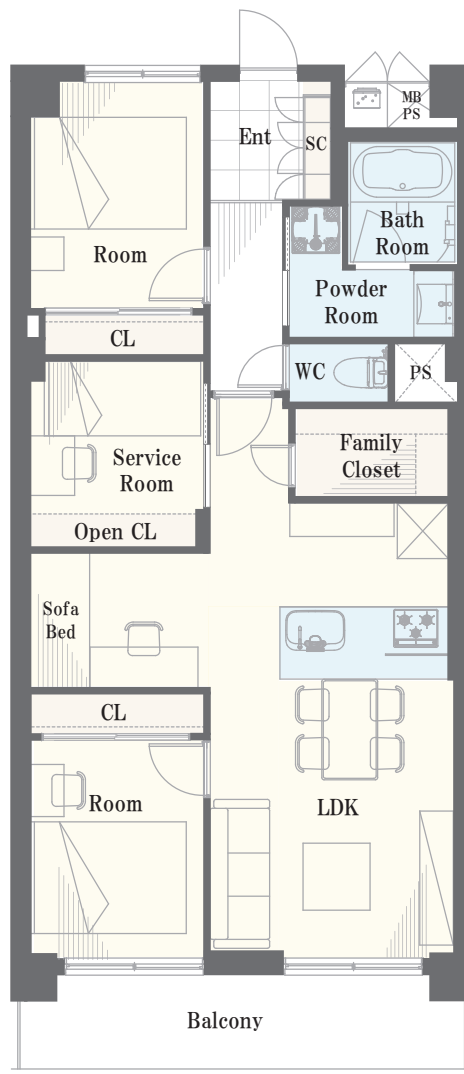 MB
PS
Ent
SC
Bath
Room
Room
Powder
Room
CL
WC
PS
Family
Closet
Service
Room
Open CL
Sofa
Bed
CL
Room
LDK
Balcony